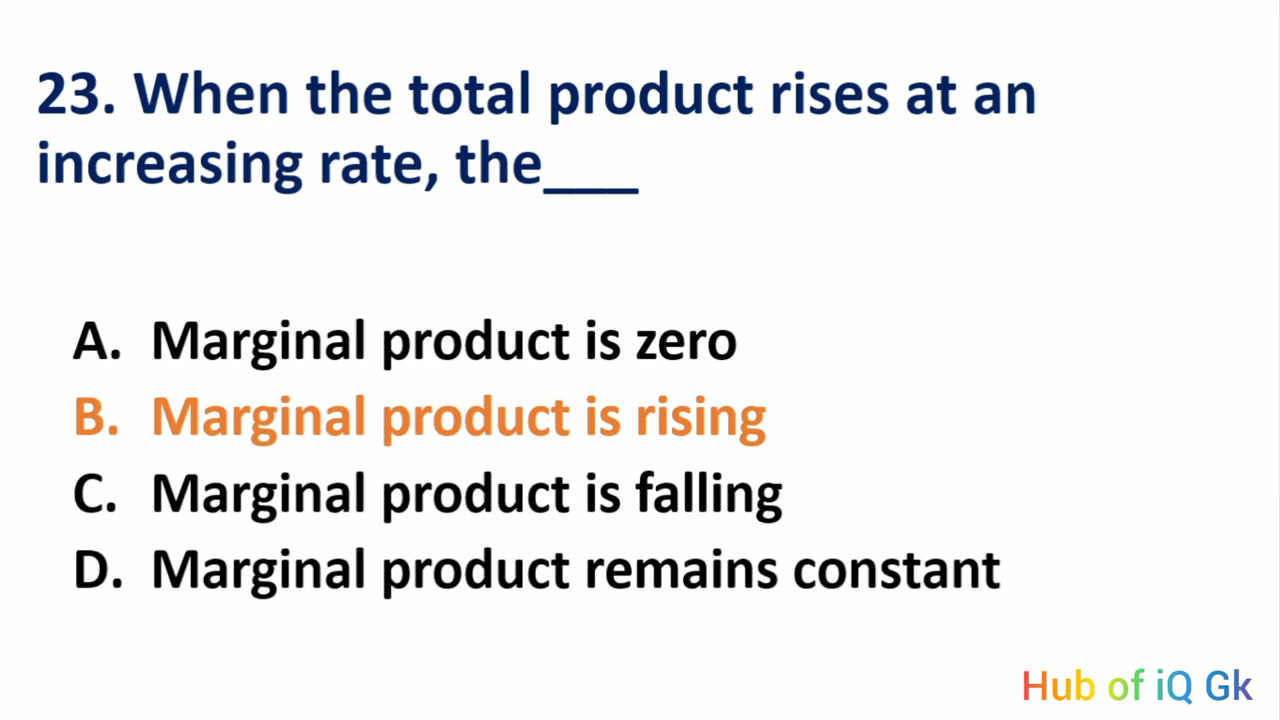 23. When the total product rises at an
increasing rate, the___
A. Marginal product is zero
B. Marginal product is rising
C. Marginal product is falling
D. Marginal product remains constant
Hub of iQ Gk